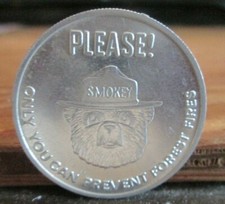 PLEASE!
SMOKEY
ONLY YOU CAN PREVENT FOREST FIRES